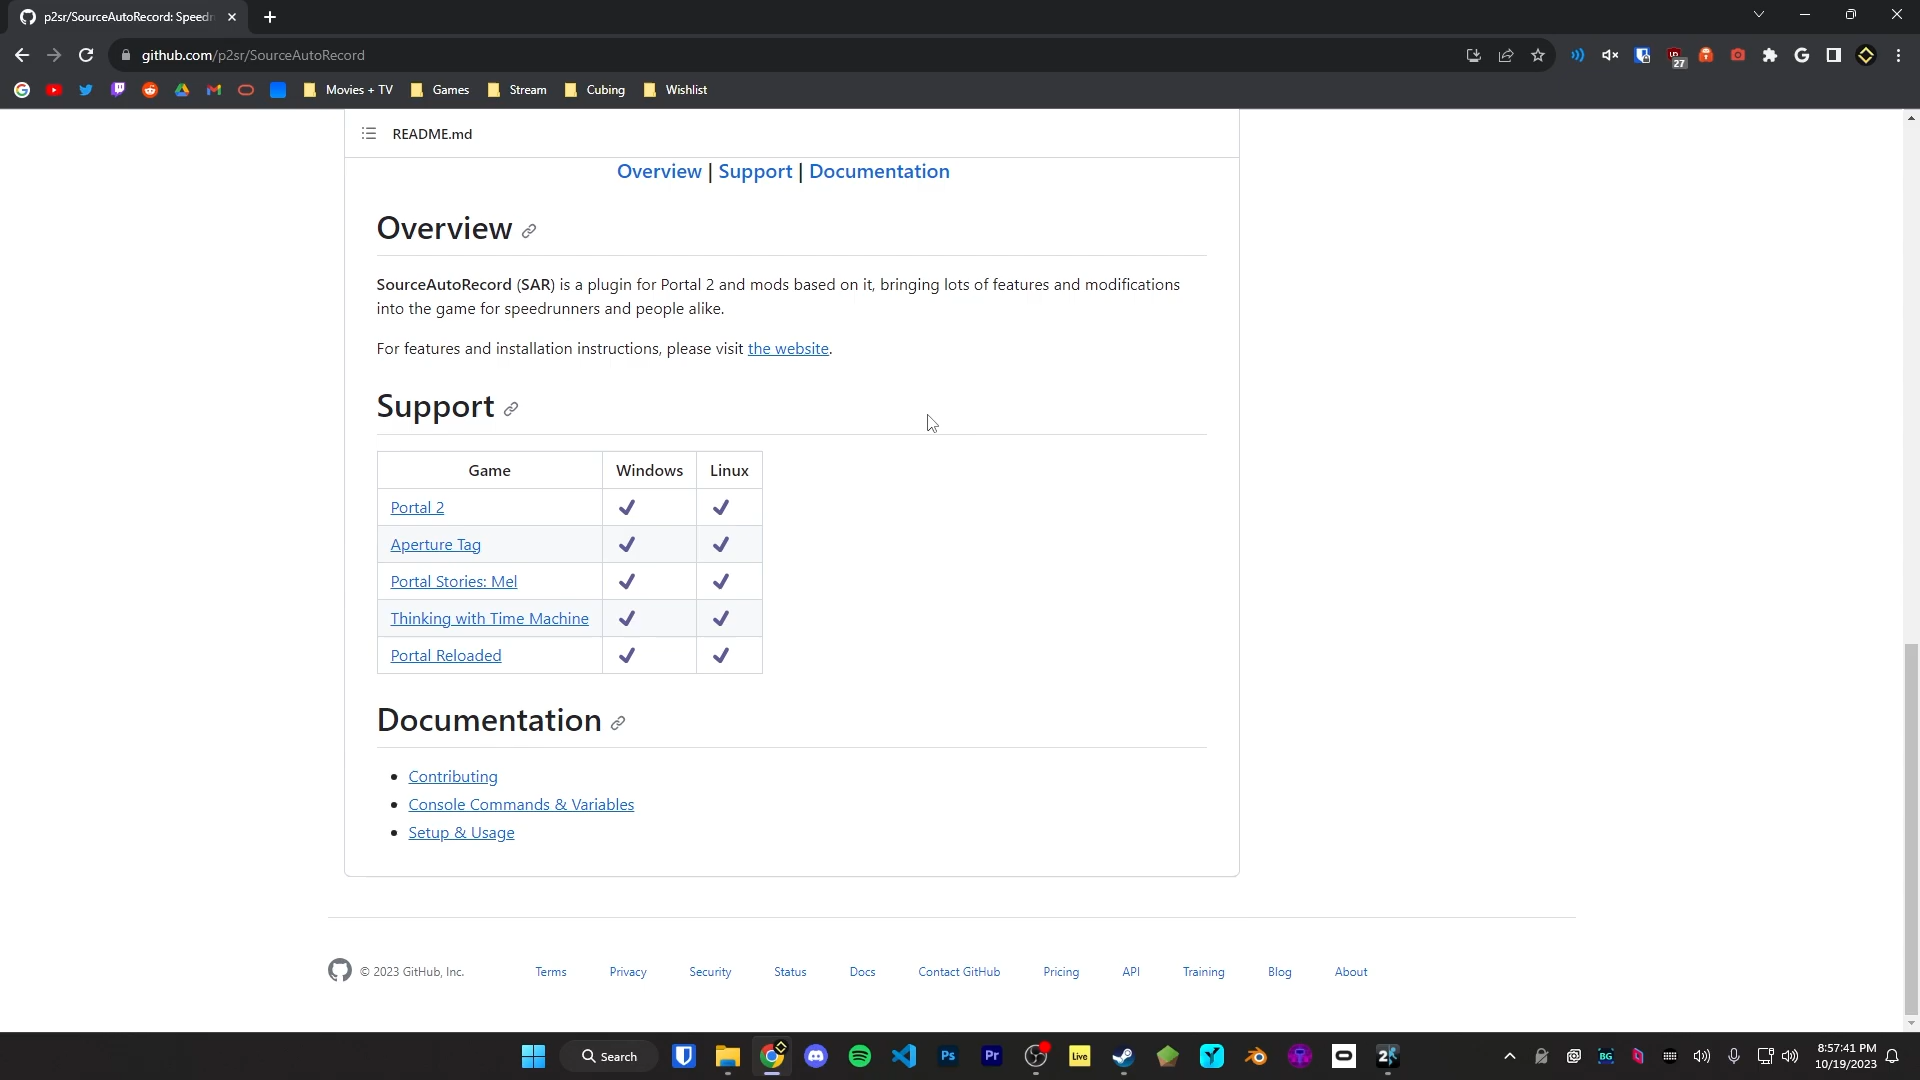 p2sr/SourceAutoRecord: Speedr
github.com/p2sr/SourceAutoRecord
27
Movies + TV
Games
Stream
Cubing
Wishlist
README.md
Overview | Support | Documentation
Overview
SourceAutoRecord (SAR) is a plugin for Portal 2 and mods based on it, bringing lots of features and modifications
into the game for speedrunners and people alike.
For features and installation instructions, please visit the website.
Support
Game Windows Linux
Portal 2 ✔ ✔
Aperture Tag ✔ ✔
Portal Stories: Mel ✔ ✔
Thinking with Time Machine ✔ ✔
Portal Reloaded ✔ ✔
Documentation
• Contributing
• Console Commands & Variables
• Setup & Usage
© 2023 GitHub, Inc. Terms Privacy Security Status Docs Contact GitHub Pricing API Training Blog About
Search
Ps
Pr
Live
BG
8:57:41 PM
10/19/2023